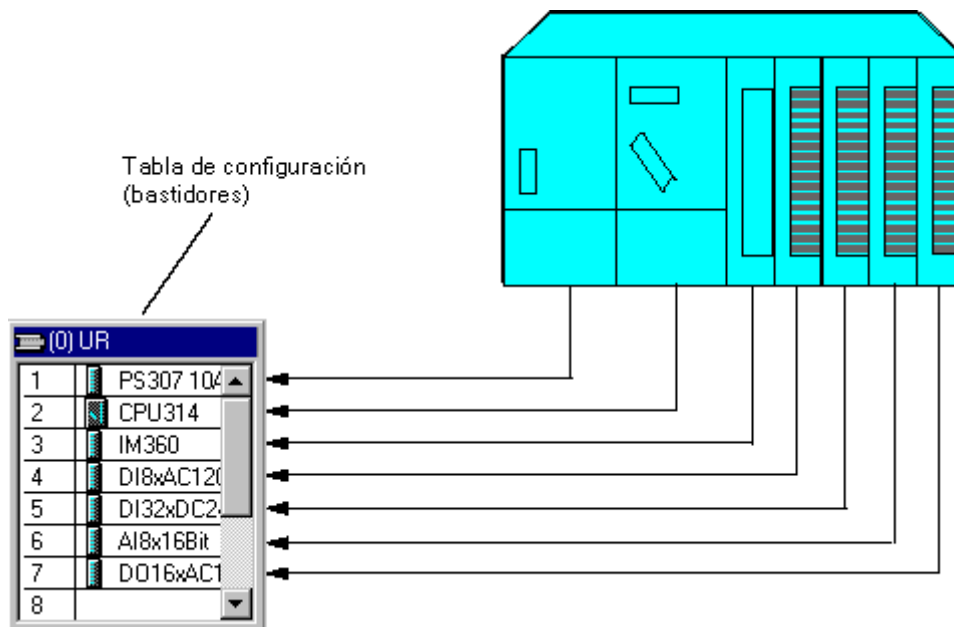 Tabla de configuración
(bastidores)
(0) UR
1 PS307 10A
2 CPU314
3 IM360
4 DI8xAC120
5 DI32xDC24
6 AI8x16Bit
7 DO16xAC1
8